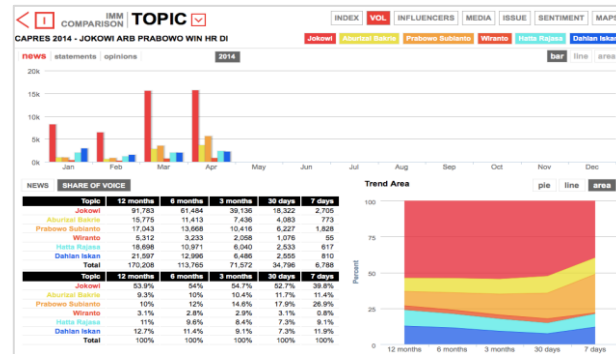 IMM COMPARISON TOPIC
INDEX VOL INFLUENCERS MEDIA ISSUE SENTIMENT MAPS
CAPRES 2014 - JOKOWI ARB PRABOWO WIN HR DI
Jokowi Aburizal Bakrie Prabowo Subianto Wiranto Hatta Rajasa Dahlan Iskan
news statements opinions 2014 bar line area
20k
15k
10k
5k
0k
Jan Feb Mar Apr May Jun Jul Aug Sep Oct Nov Dec
NEWS SHARE OF VOICE
Topic 12 months 6 months 3 months 30 days 7 days
Jokowi 91,783 61,484 39,136 18,322 2,705
Aburizal Bakrie 15,775 11,413 7,436 4,083 773
Prabowo Subianto 17,043 13,668 10,416 6,227 1,828
Wiranto 5,312 3,233 2,058 1,076 55
Hatta Rajasa 18,698 10,971 6,040 2,533 617
Dahlan Iskan 21,597 12,996 6,486 2,555 810
Total 170,208 113,765 71,572 34,796 6,788
Topic 12 months 6 months 3 months 30 days 7 days
Jokowi 53.9% 54% 54.7% 52.7% 39.8%
Aburizal Bakrie 9.3% 10% 10.4% 11.7% 11.4%
Prabowo Subianto 10% 12% 14.6% 17.9% 26.9%
Wiranto 3.1% 2.8% 2.9% 3.1% 0.8%
Hatta Rajasa 11% 9.6% 8.4% 7.3% 9.1%
Dahlan Iskan 12.7% 11.4% 9.1% 7.3% 11.9%
Total 100% 100% 100% 100% 100%
Trend Area pie line area
Percent
100
75
50
25
0
12 months 6 months 3 months 30 days 7 days